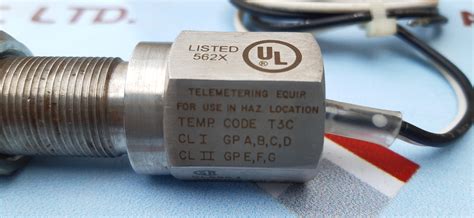 LTD.
LISTED
562X
UL
®
TELEMETERING EQUIP
FOR USE IN HAZ. LOCATION
TEMP CODE T3C
CL I GP A,B,C,D
CL II GP E,F,G